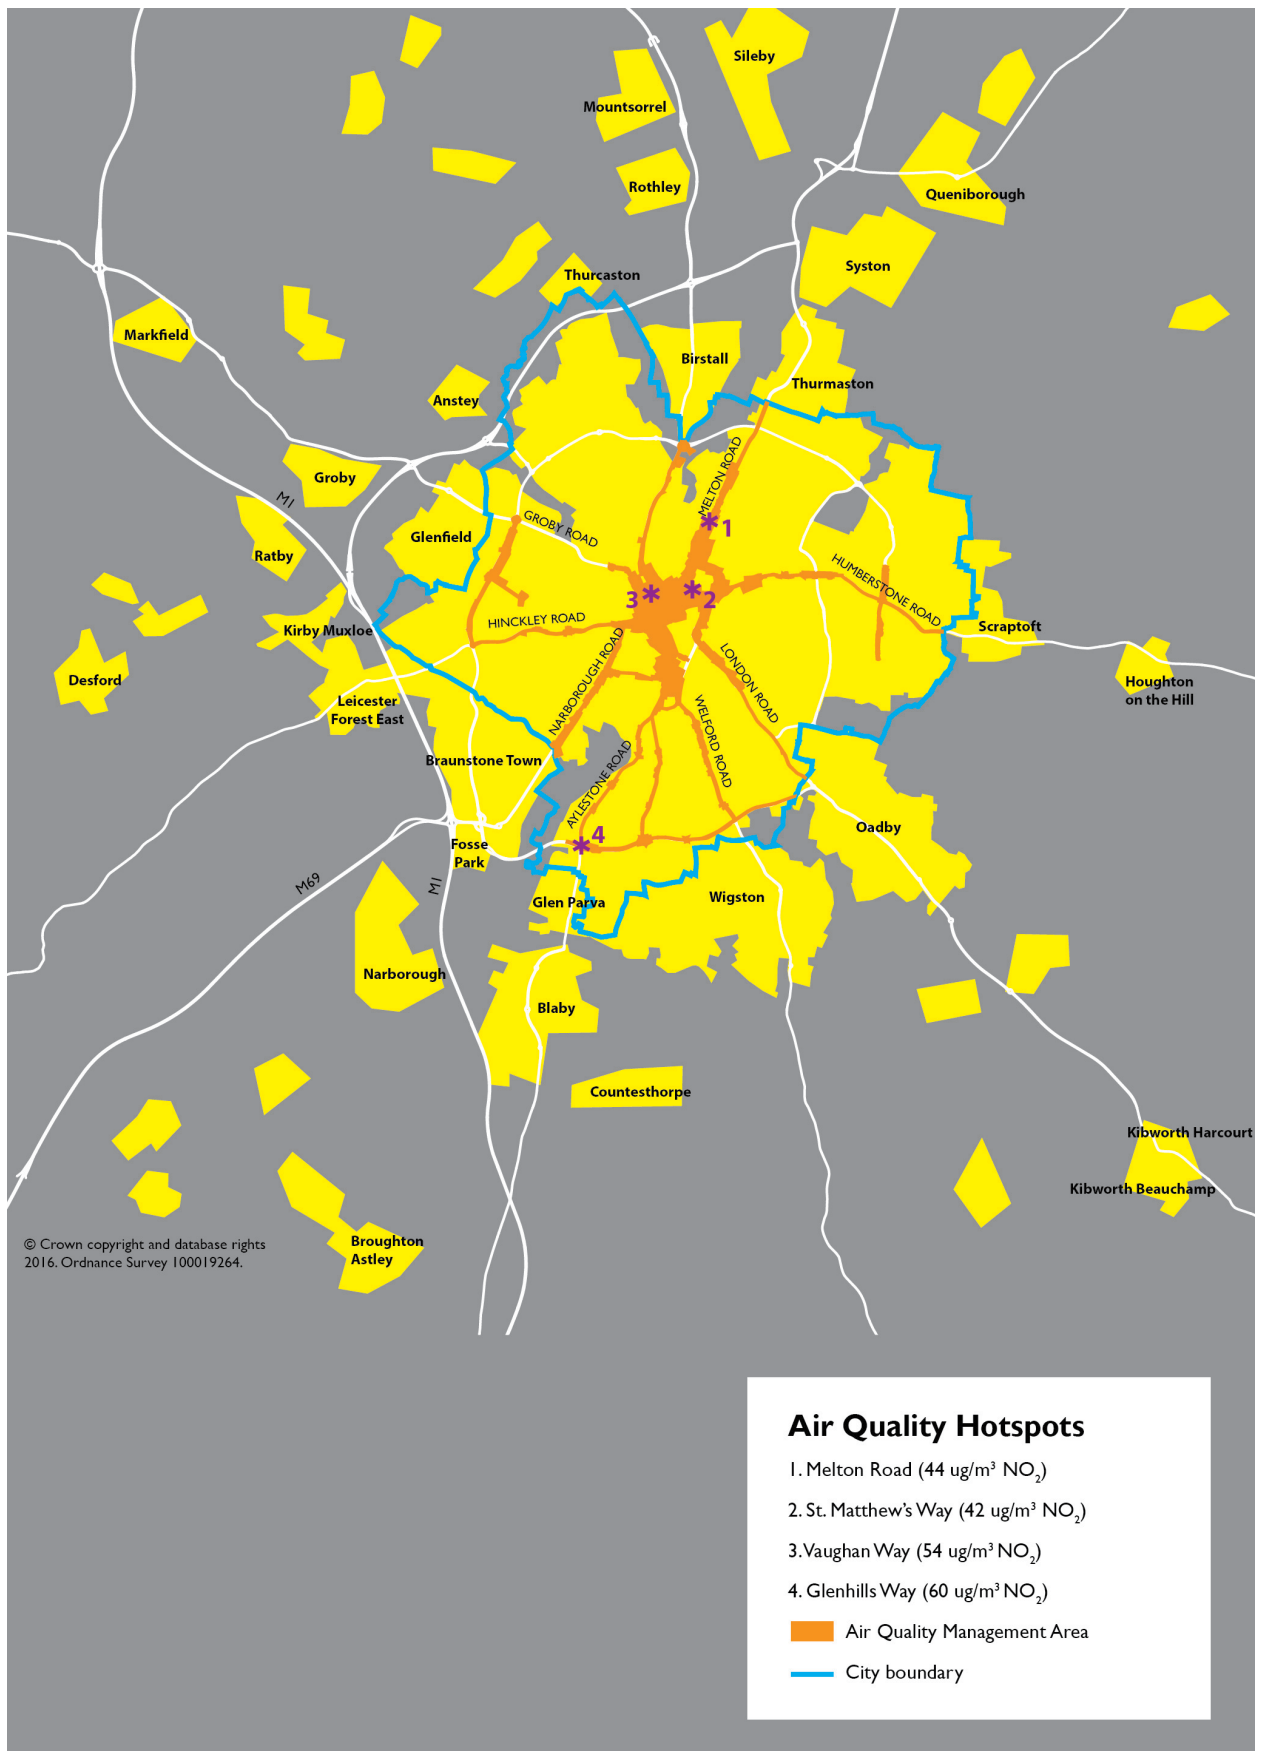 Sileby
Mountsorrel
Rothley
Queniborough
Syston
Thurcaston
Markfield
Birstall
Thurmaston
Anstey
MELTON ROAD
Groby
M1
1
GROBY ROAD
Glenfield
Ratby
HUMBERSTONE ROAD
3
2
HINCKLEY ROAD
Kirby Muxloe
Scraptoft
NARBOROUGH ROAD
LONDON ROAD
Desford
Houghton
on the Hill
Leicester
Forest East
WELFORD ROAD
Braunstone Town
AYLESTONE ROAD
4
Oadby
Fosse
Park
M69
M1
Glen Parva
Wigston
Narborough
Blaby
Countesthorpe
Kibworth Harcourt
Kibworth Beauchamp
© Crown copyright and database rights
2016. Ordnance Survey 100019264.
Broughton
Astley
Air Quality Hotspots
1. Melton Road (44 ug/m³ NO₂)
2. St. Matthew's Way (42 ug/m³ NO₂)
3. Vaughan Way (54 ug/m³ NO₂)
4. Glenhills Way (60 ug/m³ NO₂)
Air Quality Management Area
City boundary